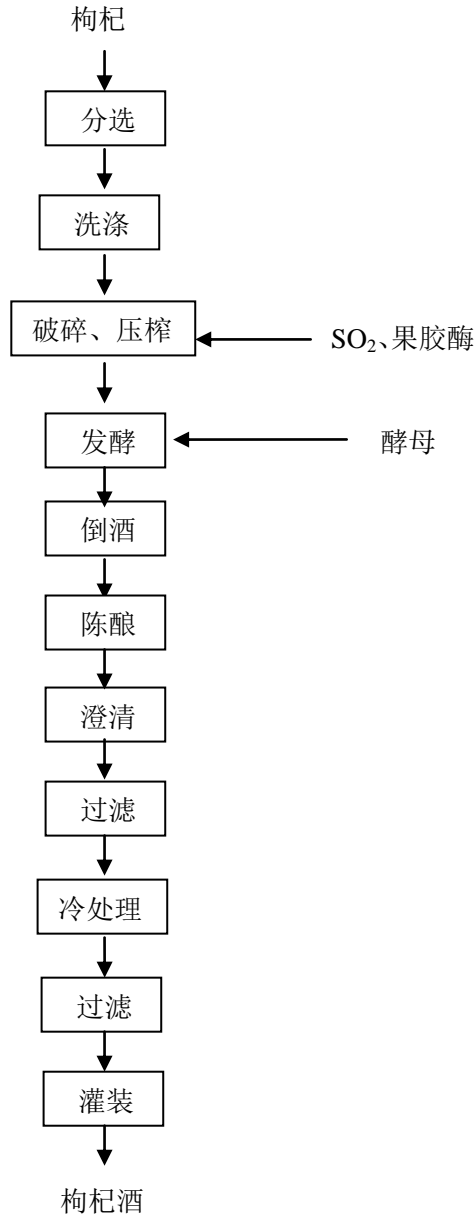 枸杞
分选
洗涤
破碎、压榨
SO₂、果胶酶
发酵
酵母
倒酒
陈酿
澄清
过滤
冷处理
过滤
灌装
枸杞酒